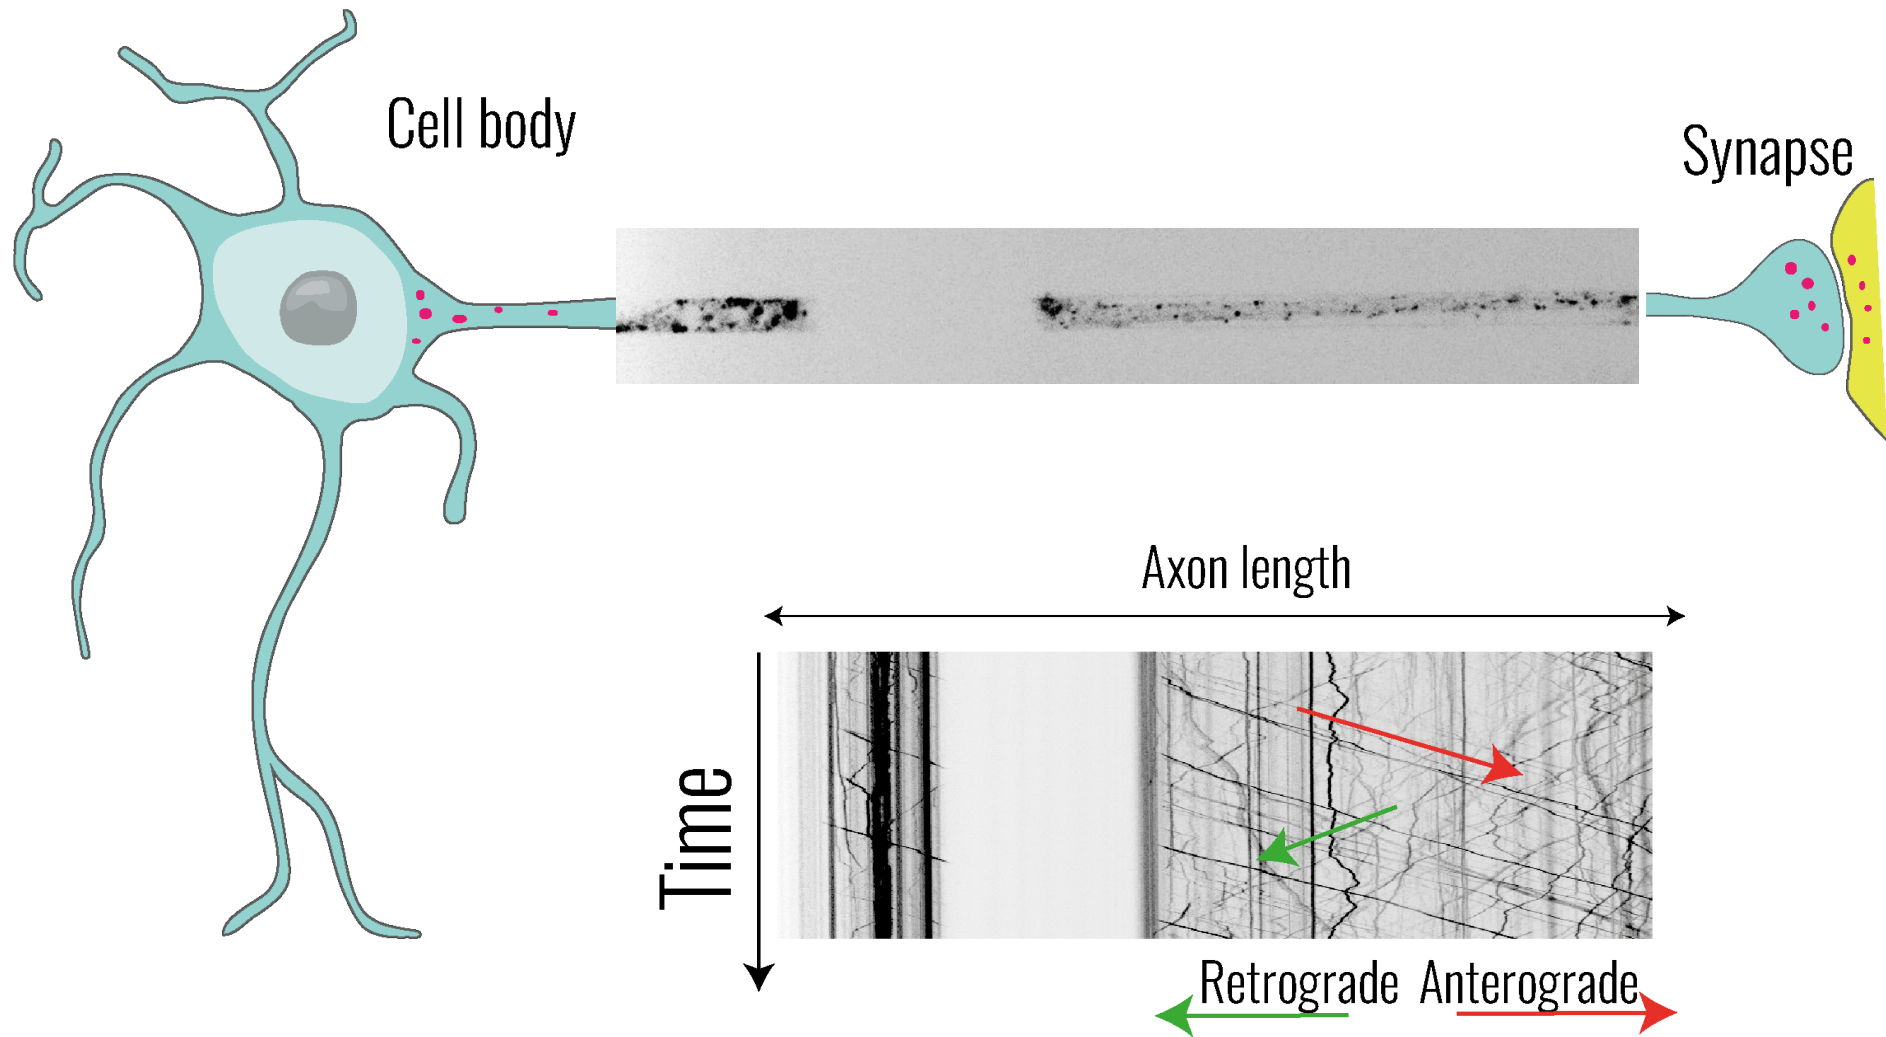 Cell body
Synapse
Axon length
Time
Retrograde
Anterograde